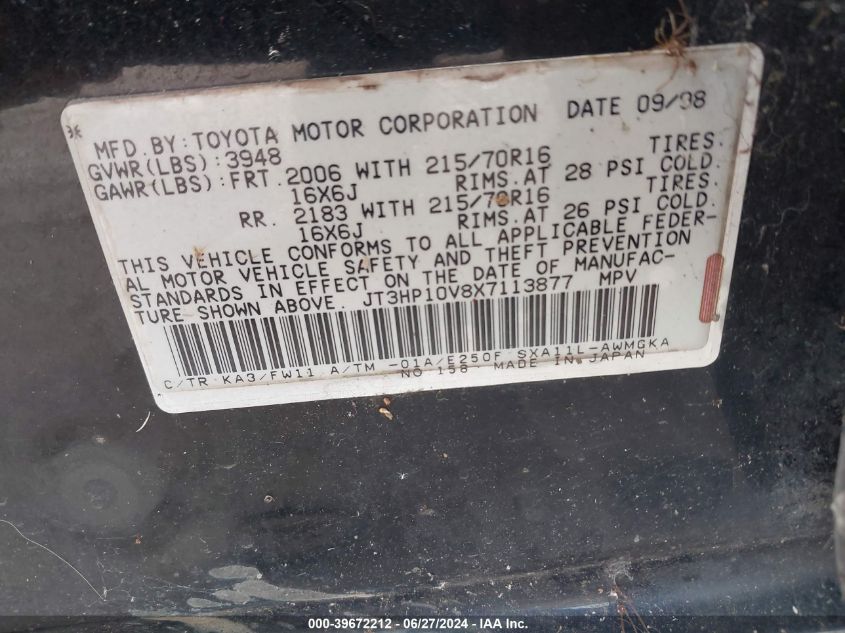 MFD BY: TOYOTA MOTOR CORPORATION DATE 09/98
GVWR(LBS): 3948
GAWR(LBS): FRT. 2006 WITH 215/70R16 TIRES.
16X6J RIMS.AT 28 PSI COLD.
RR. 2183 WITH 215/70R16 TIRES.
16X6J RIMS.AT 26 PSI COLD.
THIS VEHICLE CONFORMS TO ALL APPLICABLE FEDER-
AL MOTOR VEHICLE SAFETY AND THEFT PREVENTION
STANDARDS IN EFFECT ON THE DATE OF MANUFAC-
TURE SHOWN ABOVE. JT3HP10V8X7113877 MPV
C/TR KA3/FW11 A/TM -01A/E250F SXA11L-AWMGKA
NO 158 MADE IN JAPAN
000-39672212 - 06/27/2024 - IAA, Inc.